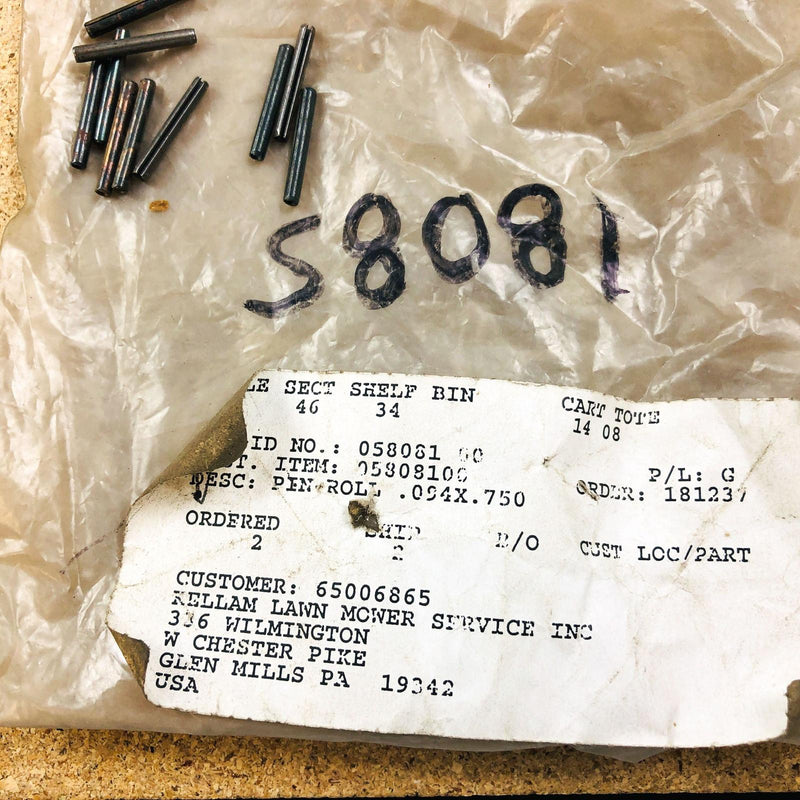 58081
LE SECT SHELF BIN CART TOTE
46 34 14 08
ID NO.: 058081 00
T. ITEM: 05808100 P/L: G
DESC: PIN-ROLL .094X.750 ORDER: 181237
ORDERED SHIP B/O CUST LOC/PART
2 2
CUSTOMER: 65006865
KELLAM LAWN MOWER SERVICE INC
336 WILMINGTON
W CHESTER PIKE
GLEN MILLS PA 19342
USA